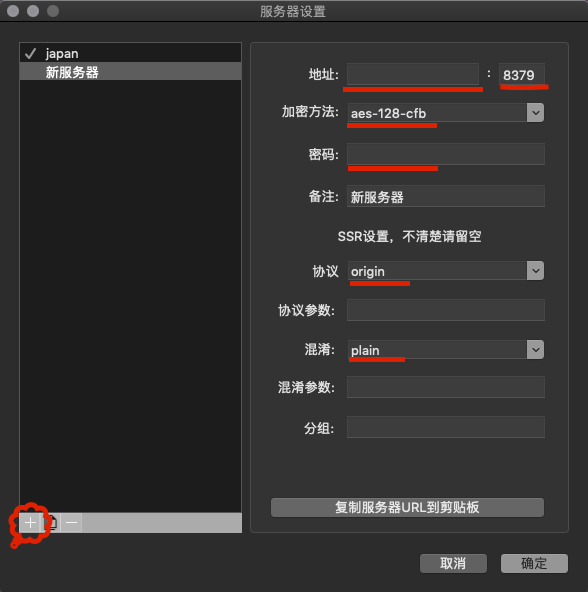 服务器设置
✓ japan
新服务器
地址: : 8379
加密方法: aes-128-cfb
密码:
备注: 新服务器
SSR设置，不清楚请留空
协议 origin
协议参数:
混淆: plain
混淆参数:
分组:
复制服务器URL到剪贴板
取消 确定